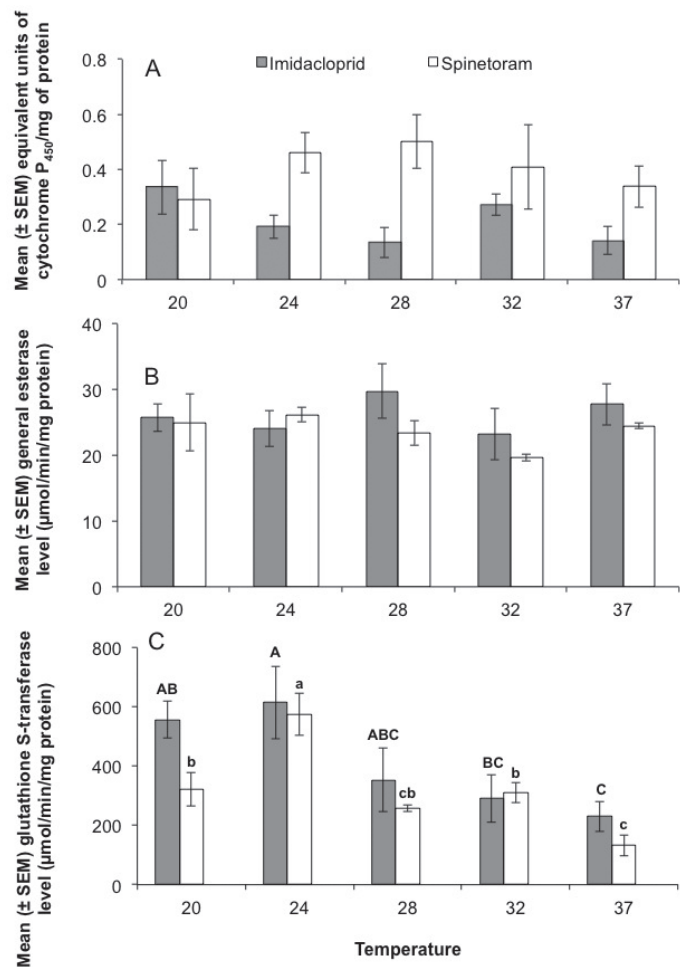 A
Imidacloprid Spinetoram
Mean (± SEM) equivalent units of
cytochrome P450/mg of protein
0.8
0.6
0.4
0.2
0
20 24 28 32 37
B
Mean (± SEM) general esterase
level (µmol/min/mg protein)
40
30
20
10
0
20 24 28 32 37
C
Mean (± SEM) glutathione S-transferase
level (µmol/min/mg protein)
800
600
400
200
0
AB b A a ABC cb BC b C c
20 24 28 32 37
Temperature